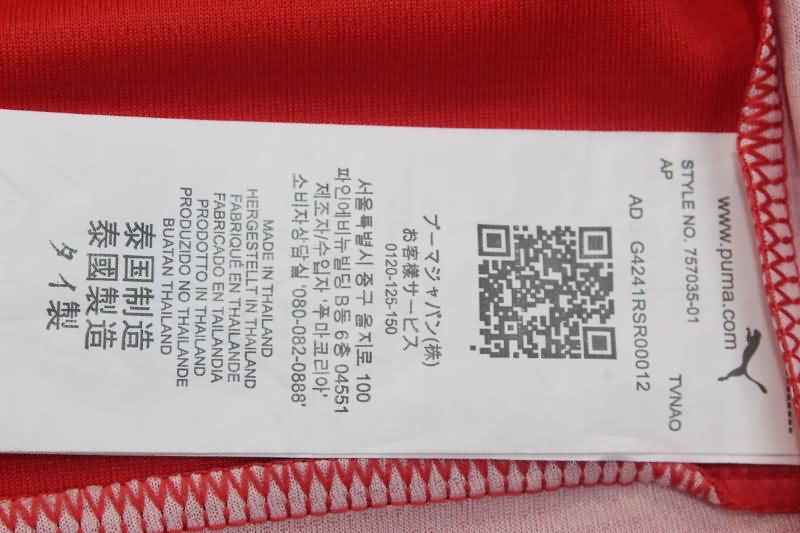 www.puma.com
STYLE NO. 757035-01 TVNAO
AP
AD G4241RSR00012
プーマジャパン(株)
お客様サービス
0120-125-150
서울특별시 중구 을지로 100
파인에비뉴빌딩 B동 6층 04551
제조자/수입자 '푸마코리아'
소비자상담실 '080-082-0888'
MADE IN THAILAND
HERGESTELLT IN THAILAND
FABRIQUÉ EN THAILANDE
FABRICADO EN TAILANDIA
PRODOTTO IN THAILAND
PRODUZIDO NO THAILANDE
BUATAN THAILAND
泰国制造
泰國製造
タイ製